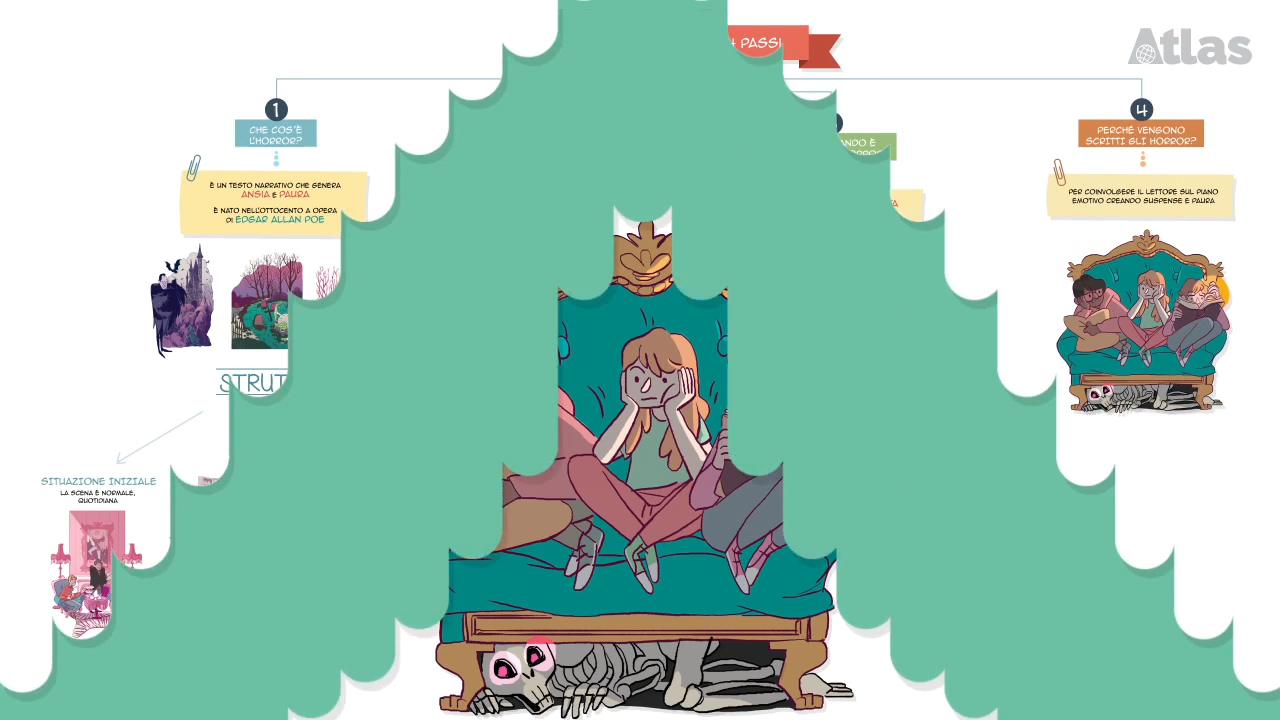 4 PASSI
Atlas
1
CHE COS'È
L'HORROR?
È UN TESTO NARRATIVO CHE GENERA
ANSIA E PAURA
È NATO NELL'OTTOCENTO A OPERA
DI EDGAR ALLAN POE
ANDO È
4
PERCHÉ VENGONO
SCRITTI GLI HORROR?
PER COINVOLGERE IL LETTORE SUL PIANO
EMOTIVO CREANDO SUSPENSE E PAURA
STRUT
SITUAZIONE INIZIALE
LA SCENA È NORMALE,
QUOTIDIANA